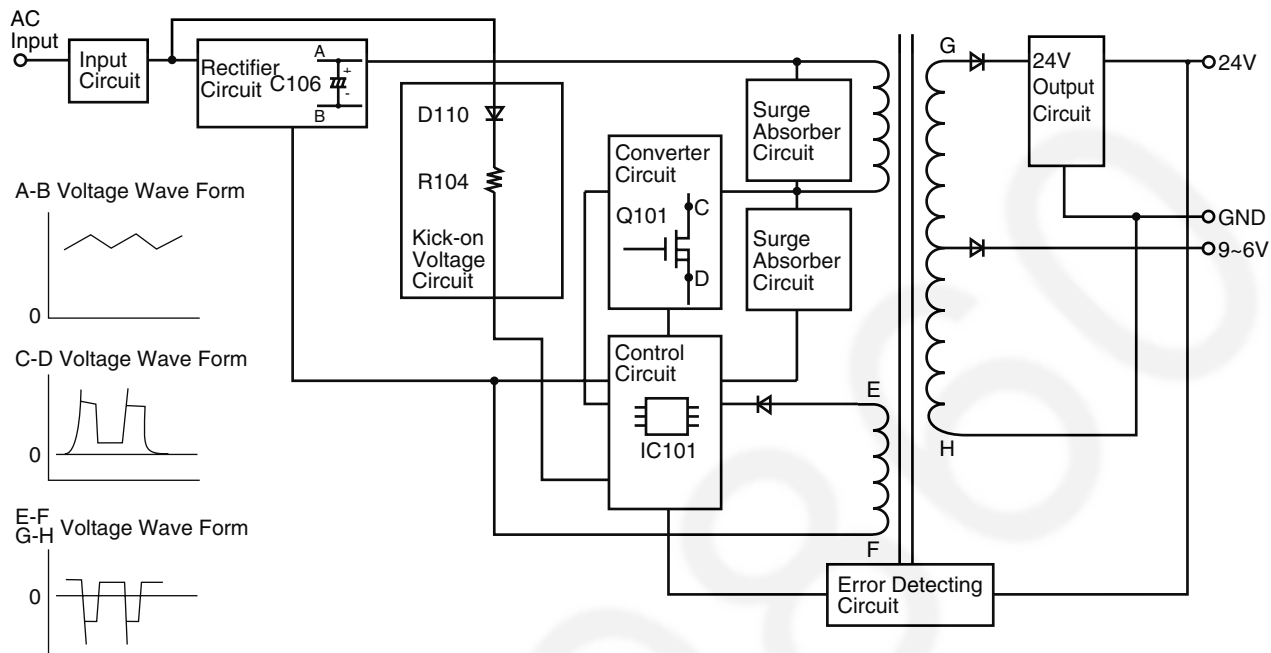 AC
Input
Input
Circuit
Rectifier
Circuit
C106
A
+
-
B
D110
R104
Kick-on
Voltage
Circuit
Converter
Circuit
Q101
C
D
Surge
Absorber
Circuit
Surge
Absorber
Circuit
Control
Circuit
IC101
E
F
G
H
24V
Output
Circuit
24V
GND
9~6V
Error Detecting
Circuit
A-B Voltage Wave Form
0
C-D Voltage Wave Form
0
E-F
G-H Voltage Wave Form
0